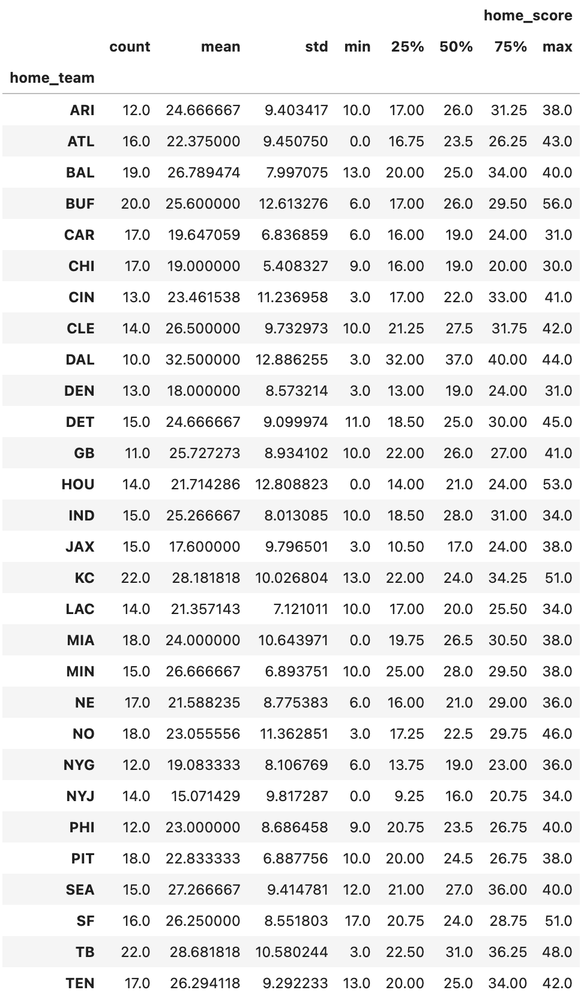 home_score
count mean std min 25% 50% 75% max
home_team
ARI 12.0 24.666667 9.403417 10.0 17.00 26.0 31.25 38.0
ATL 16.0 22.375000 9.450750 0.0 16.75 23.5 26.25 43.0
BAL 19.0 26.789474 7.997075 13.0 20.00 25.0 34.00 40.0
BUF 20.0 25.600000 12.613276 6.0 17.00 26.0 29.50 56.0
CAR 17.0 19.647059 6.836859 6.0 16.00 19.0 24.00 31.0
CHI 17.0 19.000000 5.408327 9.0 16.00 19.0 20.00 30.0
CIN 13.0 23.461538 11.236958 3.0 17.00 22.0 33.00 41.0
CLE 14.0 26.500000 9.732973 10.0 21.25 27.5 31.75 42.0
DAL 10.0 32.500000 12.886255 3.0 32.00 37.0 40.00 44.0
DEN 13.0 18.000000 8.573214 3.0 13.00 19.0 24.00 31.0
DET 15.0 24.666667 9.099974 11.0 18.50 25.0 30.00 45.0
GB 11.0 25.727273 8.934102 10.0 22.00 26.0 27.00 41.0
HOU 14.0 21.714286 12.808823 0.0 14.00 21.0 24.00 53.0
IND 15.0 25.266667 8.013085 10.0 18.50 28.0 31.00 34.0
JAX 15.0 17.600000 9.796501 3.0 10.50 17.0 24.00 38.0
KC 22.0 28.181818 10.026804 13.0 22.00 24.0 34.25 51.0
LAC 14.0 21.357143 7.121011 10.0 17.00 20.0 25.50 34.0
MIA 18.0 24.000000 10.643971 0.0 19.75 26.5 30.50 38.0
MIN 15.0 26.666667 6.893751 10.0 25.00 28.0 29.50 38.0
NE 17.0 21.588235 8.775383 6.0 16.00 21.0 29.00 36.0
NO 18.0 23.055556 11.362851 3.0 17.25 22.5 29.75 46.0
NYG 12.0 19.083333 8.106769 6.0 13.75 19.0 23.00 36.0
NYJ 14.0 15.071429 9.817287 0.0 9.25 16.0 20.75 34.0
PHI 12.0 23.000000 8.686458 9.0 20.75 23.5 26.75 40.0
PIT 18.0 22.833333 6.887756 10.0 20.00 24.5 26.75 38.0
SEA 15.0 27.266667 9.414781 12.0 21.00 27.0 36.00 40.0
SF 16.0 26.250000 8.551803 17.0 20.75 24.0 28.75 51.0
TB 22.0 28.681818 10.580244 3.0 22.50 31.0 36.25 48.0
TEN 17.0 26.294118 9.292233 13.0 20.00 25.0 34.00 42.0